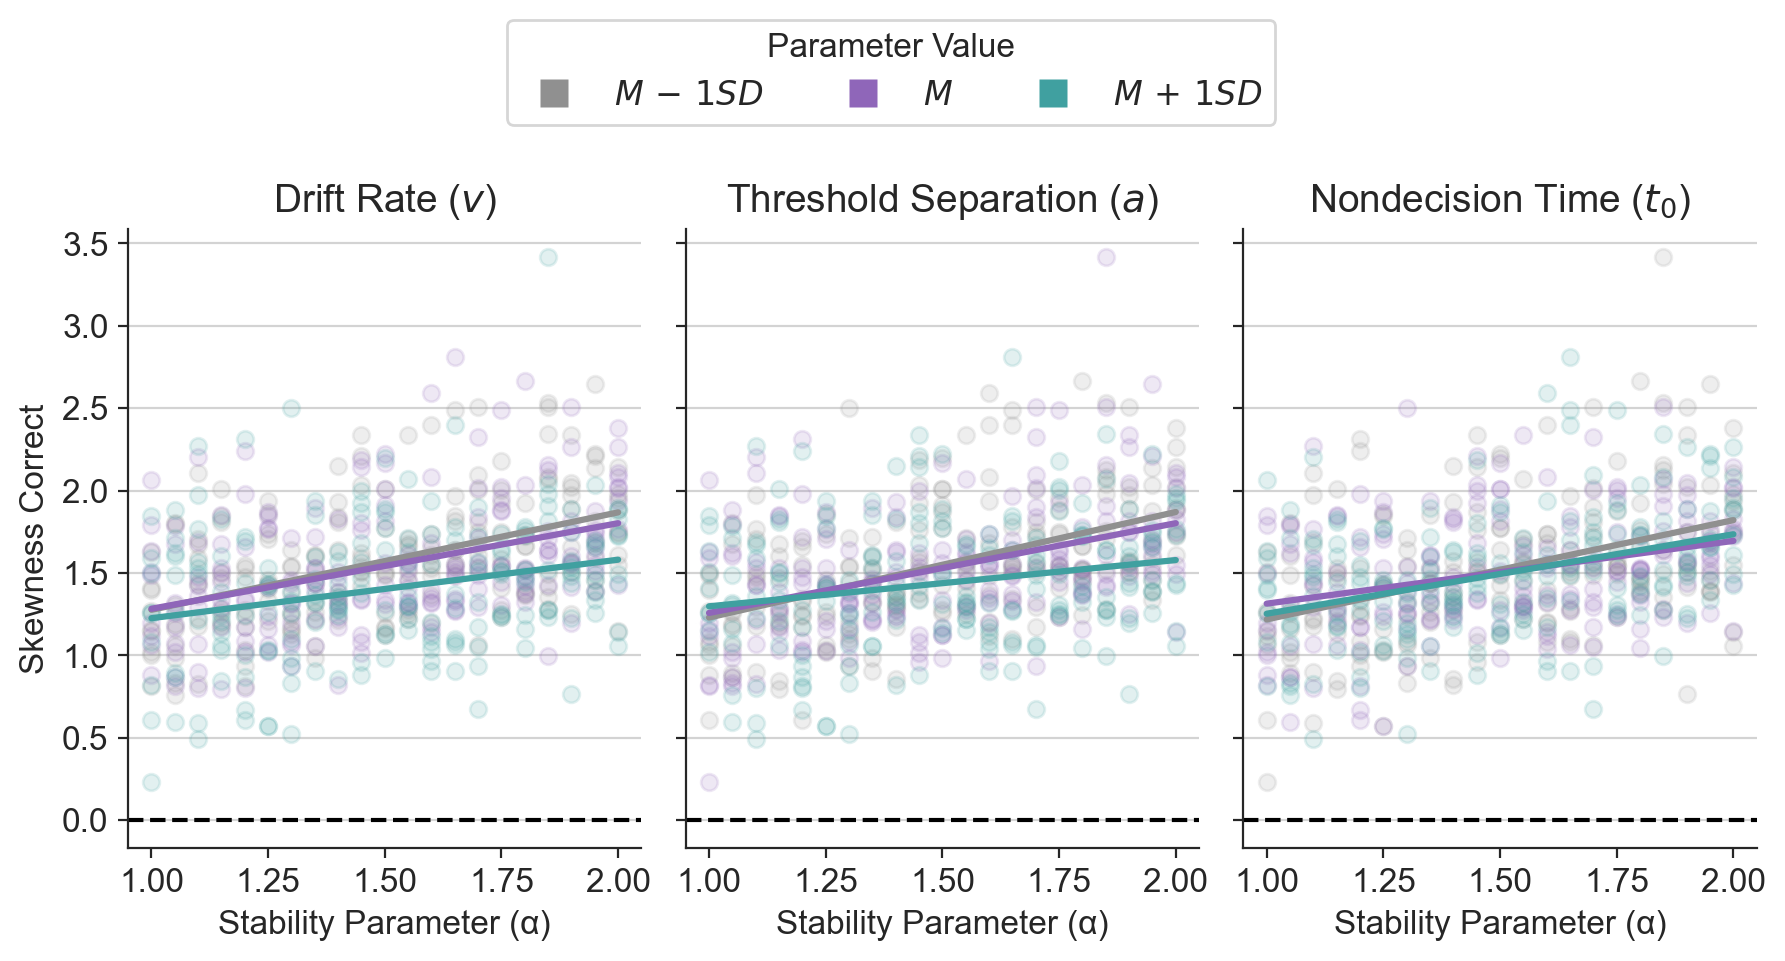 Parameter Value
M − 1SD M M + 1SD
Drift Rate (v) Threshold Separation (a) Nondecision Time (t₀)
Skewness Correct
3.5
3.0
2.5
2.0
1.5
1.0
0.5
0.0
1.00 1.25 1.50 1.75 2.00 1.00 1.25 1.50 1.75 2.00 1.00 1.25 1.50 1.75 2.00
Stability Parameter (α) Stability Parameter (α) Stability Parameter (α)